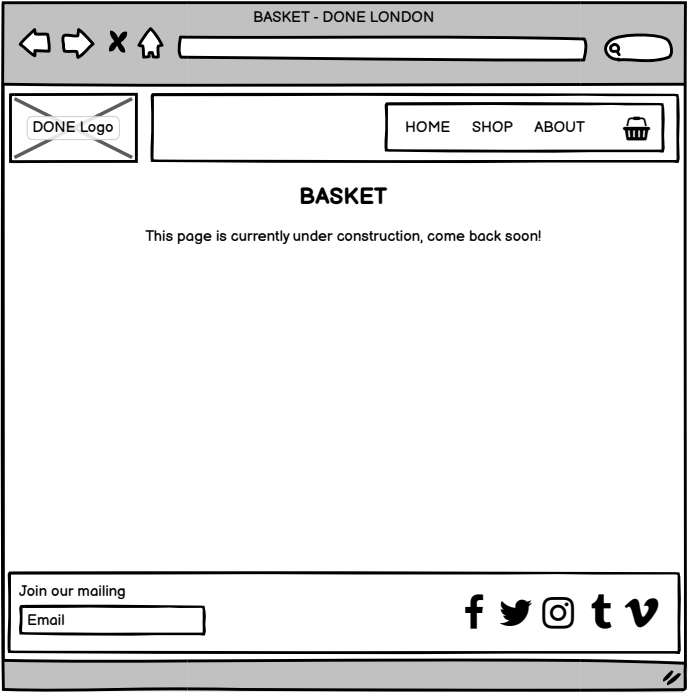 BASKET - DONE LONDON
DONE Logo
HOME SHOP ABOUT
BASKET
This page is currently under construction, come back soon!
Join our mailing
Email